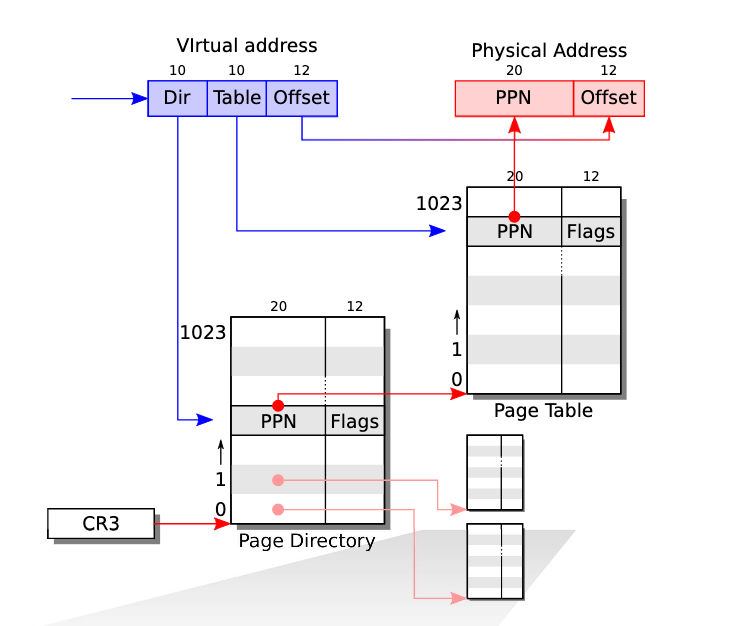 VIrtual address
10 10 12
Dir Table Offset
Physical Address
20 12
PPN Offset
20 12
1023
PPN Flags
1
0
Page Table
20 12
1023
PPN Flags
1
0
CR3
Page Directory